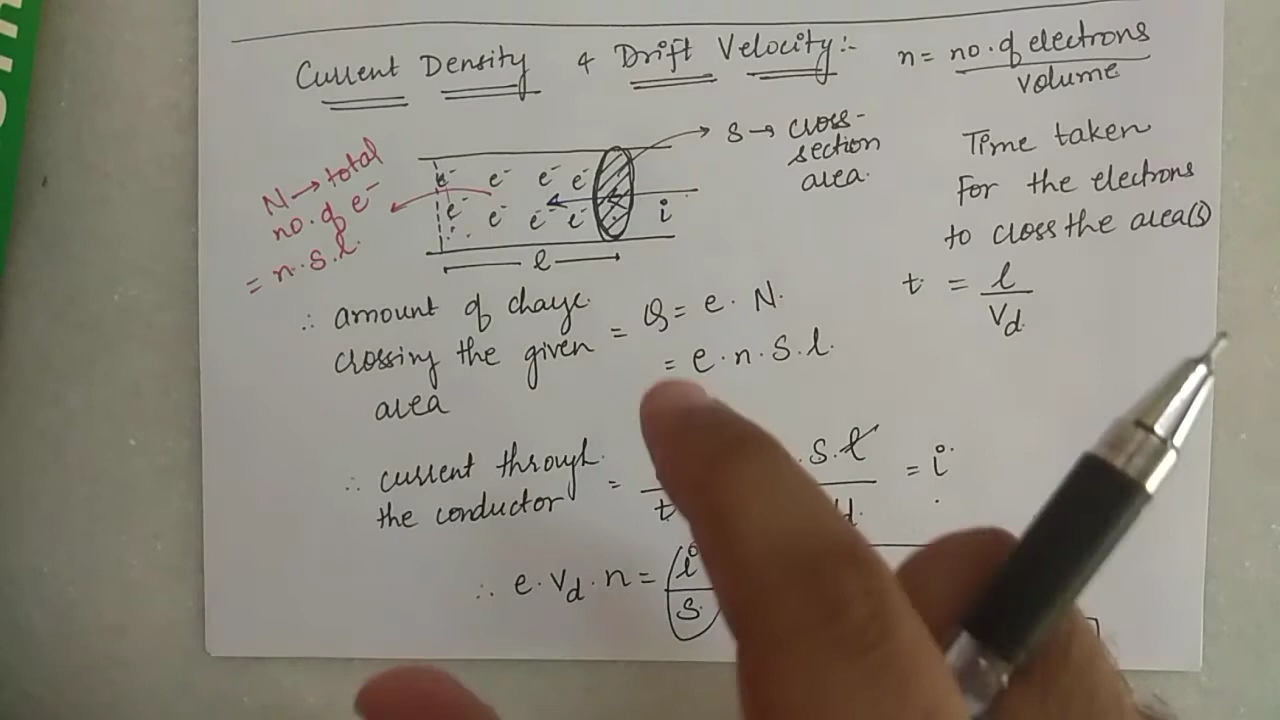 Current Density & Drift Velocity:-
n = no. of electrons
volume
N → total
no. of e⁻
= n.s.l.
e⁻ e⁻ e⁻ e⁻
e⁻ e⁻ e⁻ e⁻
i
l
S → cross-
section
area.
Time taken
For the electrons
to cross the area(s)
t = l
Vd.
∴ amount of charge
crossing the given
area
= Q = e. N.
= e.n.s.l.
∴ current through
the conductor
=
t
.s.l
d.
= i
∴ e.Vd.n = i
s.